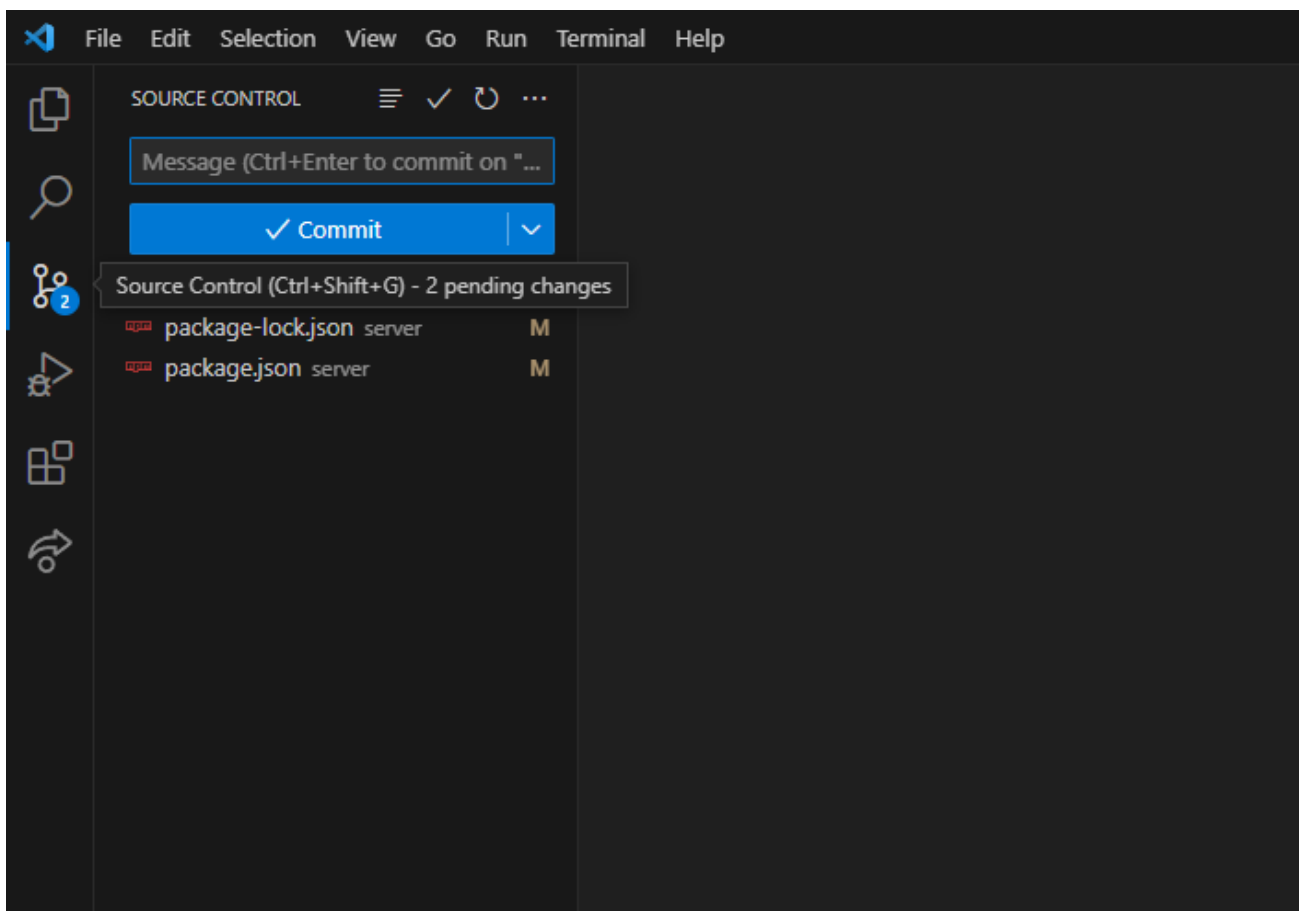 File Edit Selection View Go Run Terminal Help
SOURCE CONTROL
Message (Ctrl+Enter to commit on "...
Commit
Source Control (Ctrl+Shift+G) - 2 pending changes
2
package-lock.json server M
package.json server M